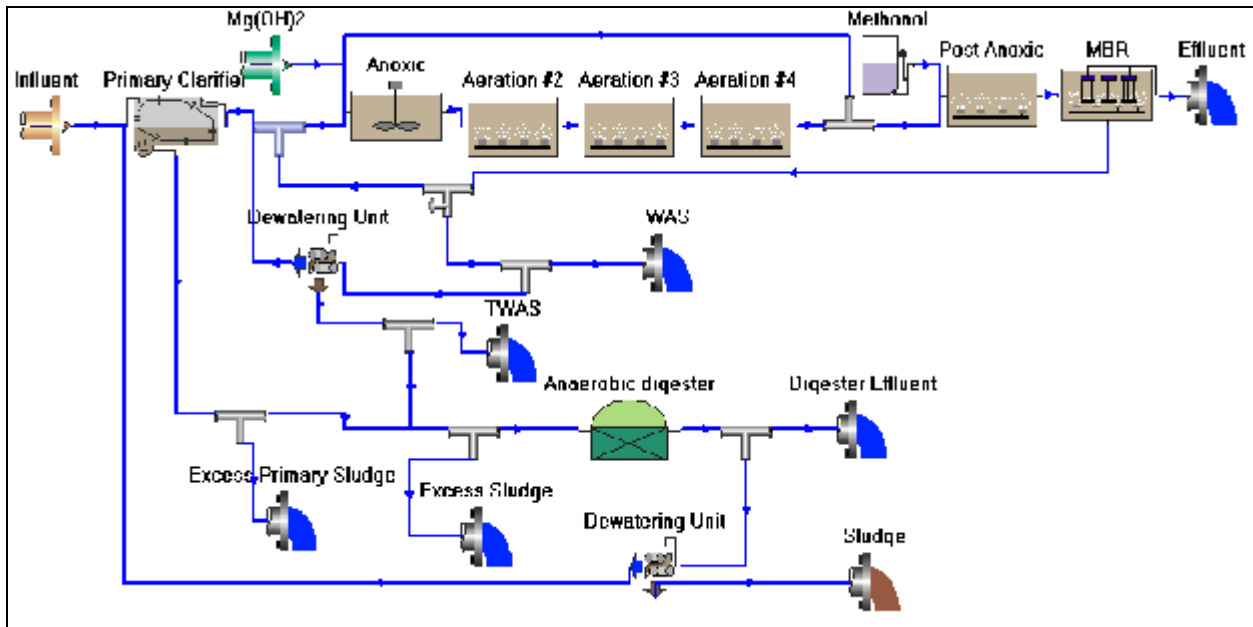 Mg(OH)2
Methanol
Post Anoxic
MBR
Effluent
Influent
Primary Clarifier
Anoxic
Aeration #2
Aeration #3
Aeration #4
Dewatering Unit
WAS
TWAS
Anaerobic digester
Digester Effluent
Excess Primary Sludge
Excess Sludge
Dewatering Unit
Sludge